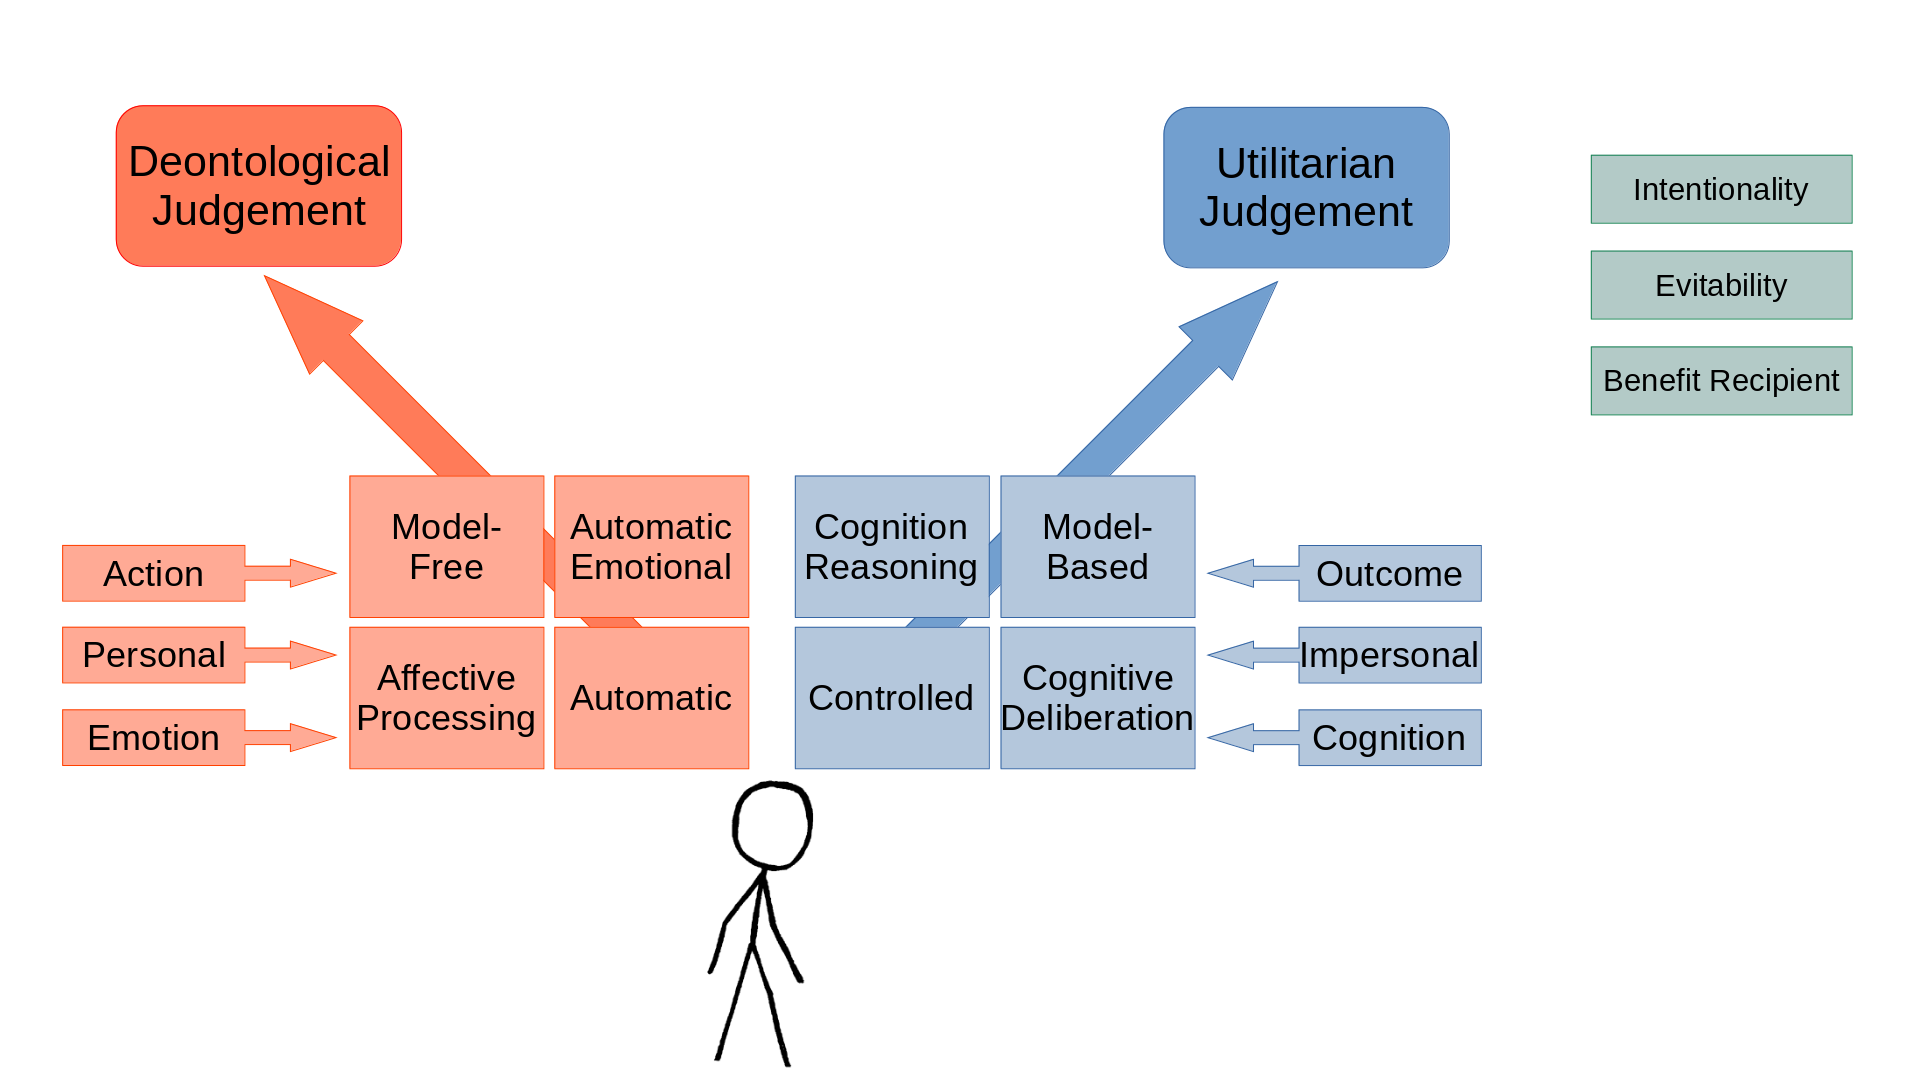 Deontological
Judgement
Utilitarian
Judgement
Intentionality
Evitability
Benefit Recipient
Model-
Free
Automatic
Emotional
Cognition
Reasoning
Model-
Based
Action
Personal
Emotion
Affective
Processing
Automatic
Controlled
Cognitive
Deliberation
Outcome
Impersonal
Cognition